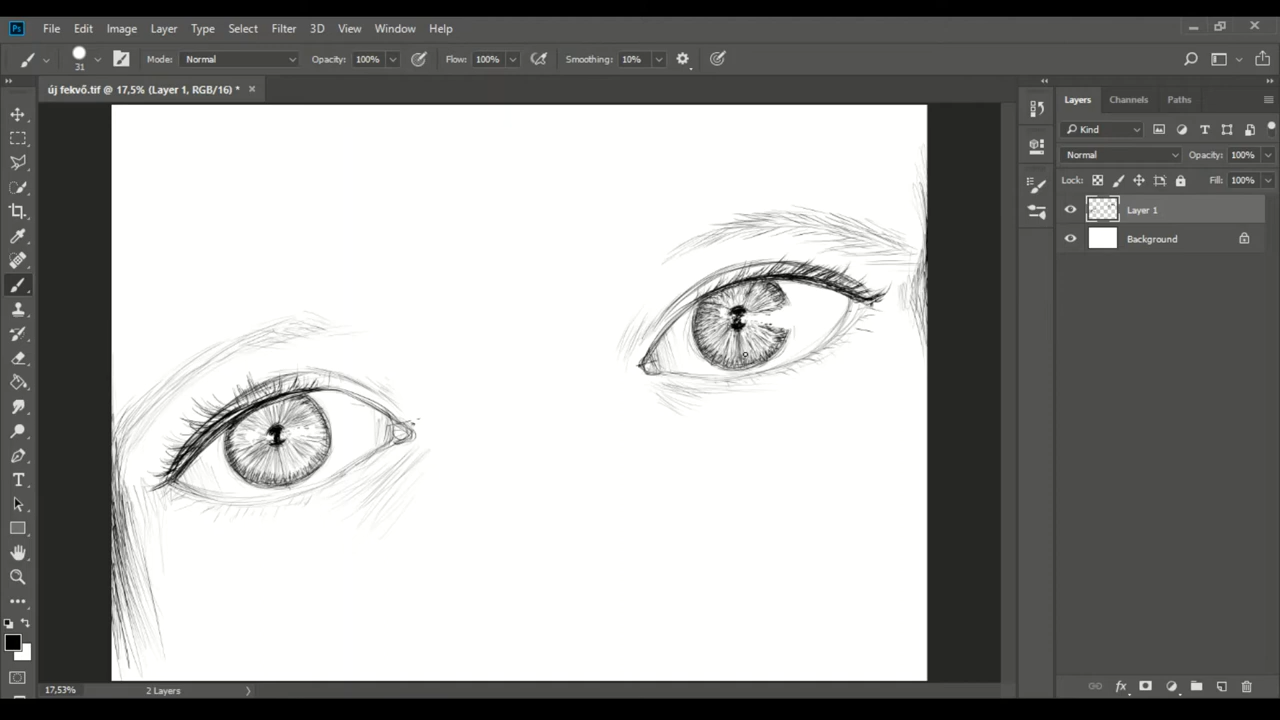 Ps File Edit Image Layer Type Select Filter 3D View Window Help
31 Mode: Normal Opacity: 100% Flow: 100% Smoothing: 10%
új fekvő.tif @ 17,5% (Layer 1, RGB/16) *
Layers Channels Paths
Kind
Normal Opacity: 100%
Lock: Fill: 100%
Layer 1
Background
17,53% 2 Layers